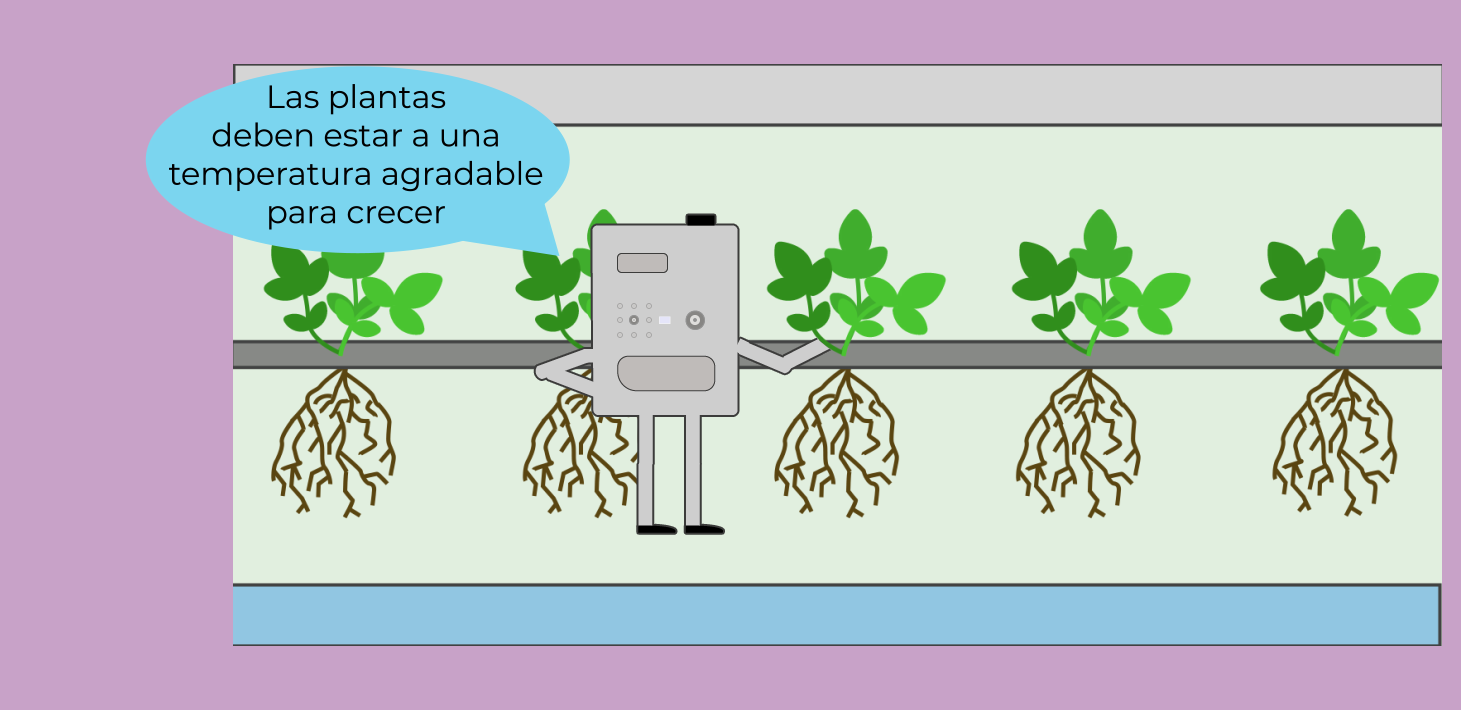 Las plantas
deben estar a una
temperatura agradable
para crecer